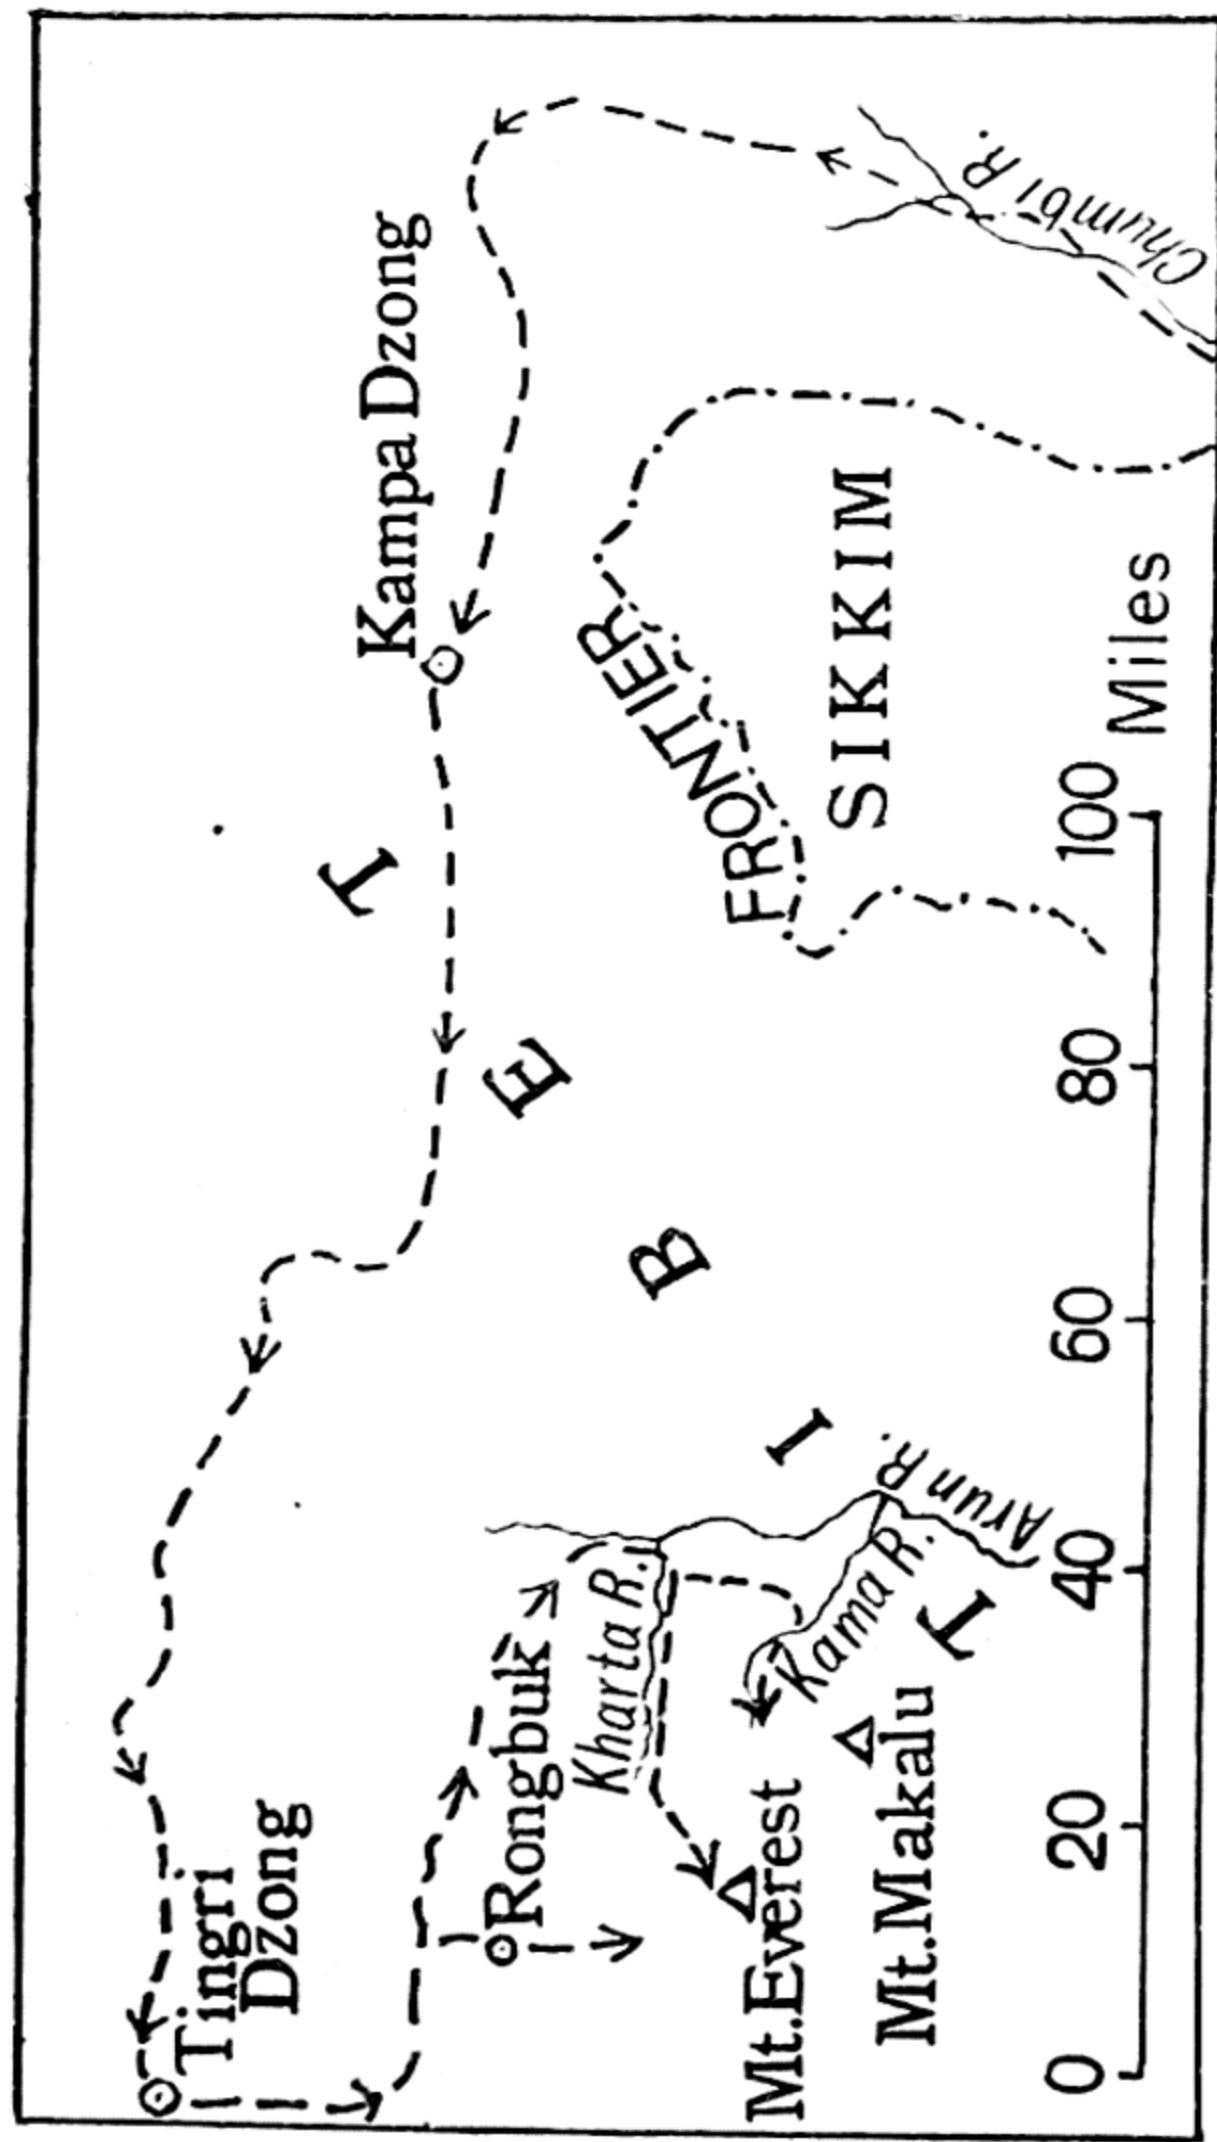 Tingri
Dzong
Kampa Dzong
T
E
B
I
T
Rongbuk
Kharta R.
FRONTIER
Chumbi R.
Mt.Everest
Kama R.
SIKKIM
Arun R.
Mt.Makalu
0 20 40 60 80 100 Miles